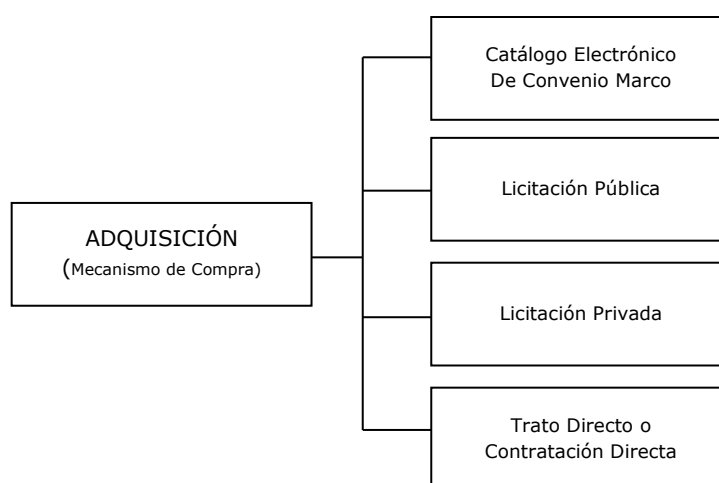 Catálogo Electrónico
De Convenio Marco
Licitación Pública
ADQUISICIÓN
(Mecanismo de Compra)
Licitación Privada
Trato Directo o
Contratación Directa